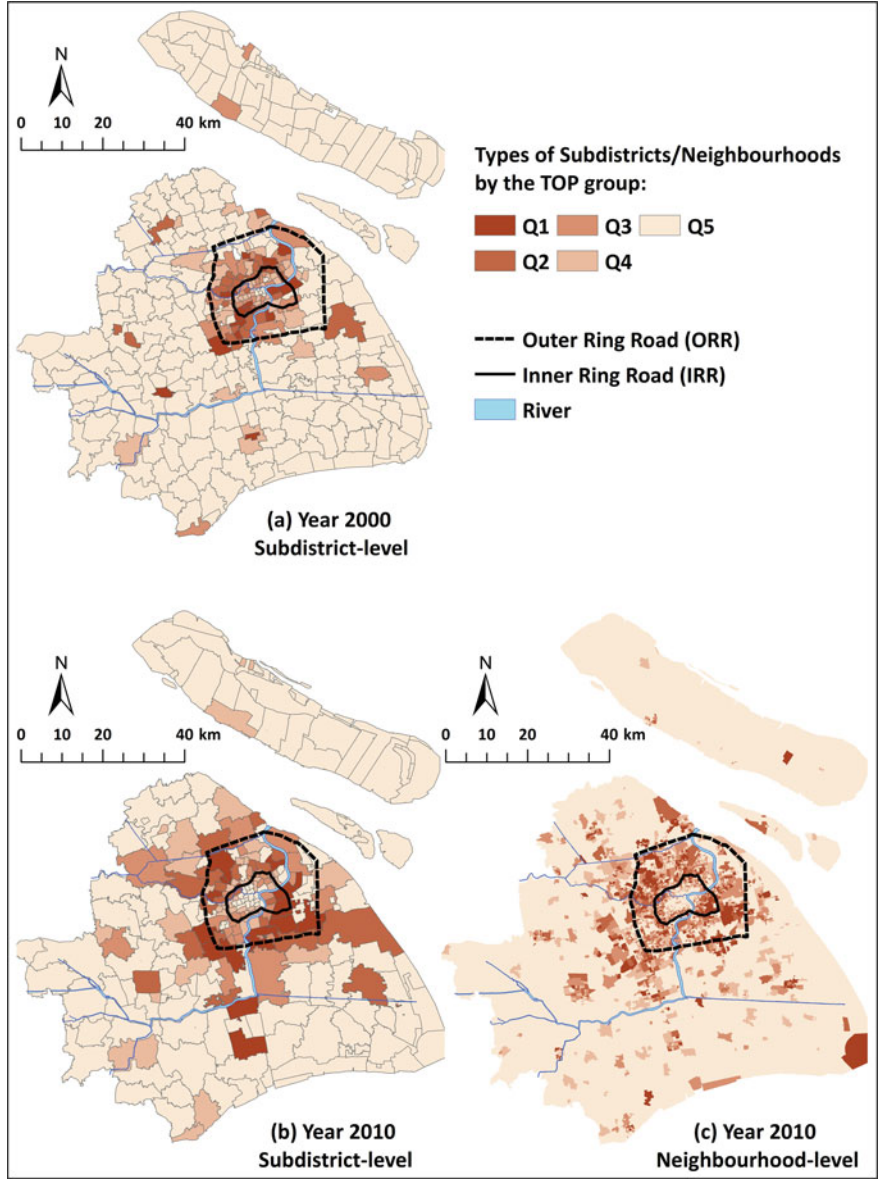 N
0 10 20 40 km
Types of Subdistricts/Neighbourhoods
by the TOP group:
Q1 Q3 Q5
Q2 Q4
Outer Ring Road (ORR)
Inner Ring Road (IRR)
River
(a) Year 2000
Subdistrict-level
N
0 10 20 40 km
(b) Year 2010
Subdistrict-level
N
0 10 20 40 km
(c) Year 2010
Neighbourhood-level